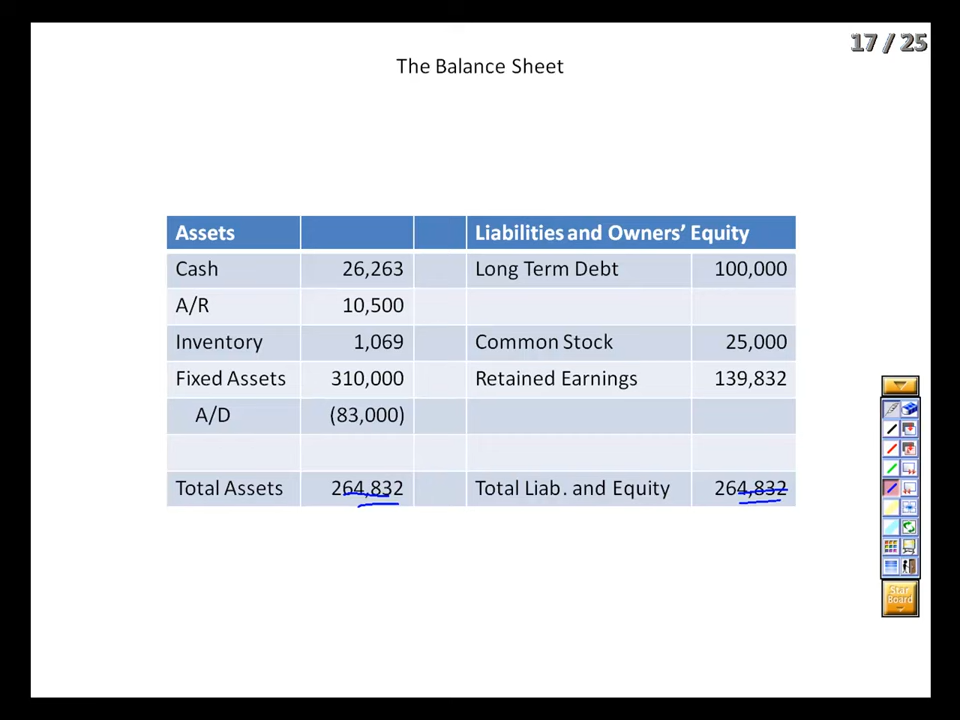 17 / 25
The Balance Sheet
Assets Liabilities and Owners' Equity
Cash 26,263 Long Term Debt 100,000
A/R 10,500
Inventory 1,069 Common Stock 25,000
Fixed Assets 310,000 Retained Earnings 139,832
A/D (83,000)
Total Assets 264,832 Total Liab. and Equity 264,832
Star Board